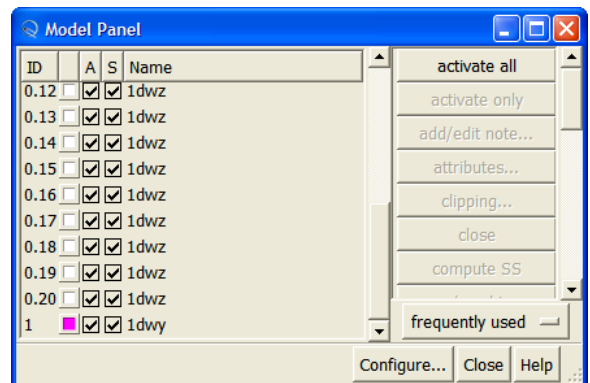 Model Panel
ID A S Name
0.12 1dwz
0.13 1dwz
0.14 1dwz
0.15 1dwz
0.16 1dwz
0.17 1dwz
0.18 1dwz
0.19 1dwz
0.20 1dwz
1 1dwy
activate all
activate only
add/edit note...
attributes...
clipping...
close
compute SS
frequently used
Configure... Close Help